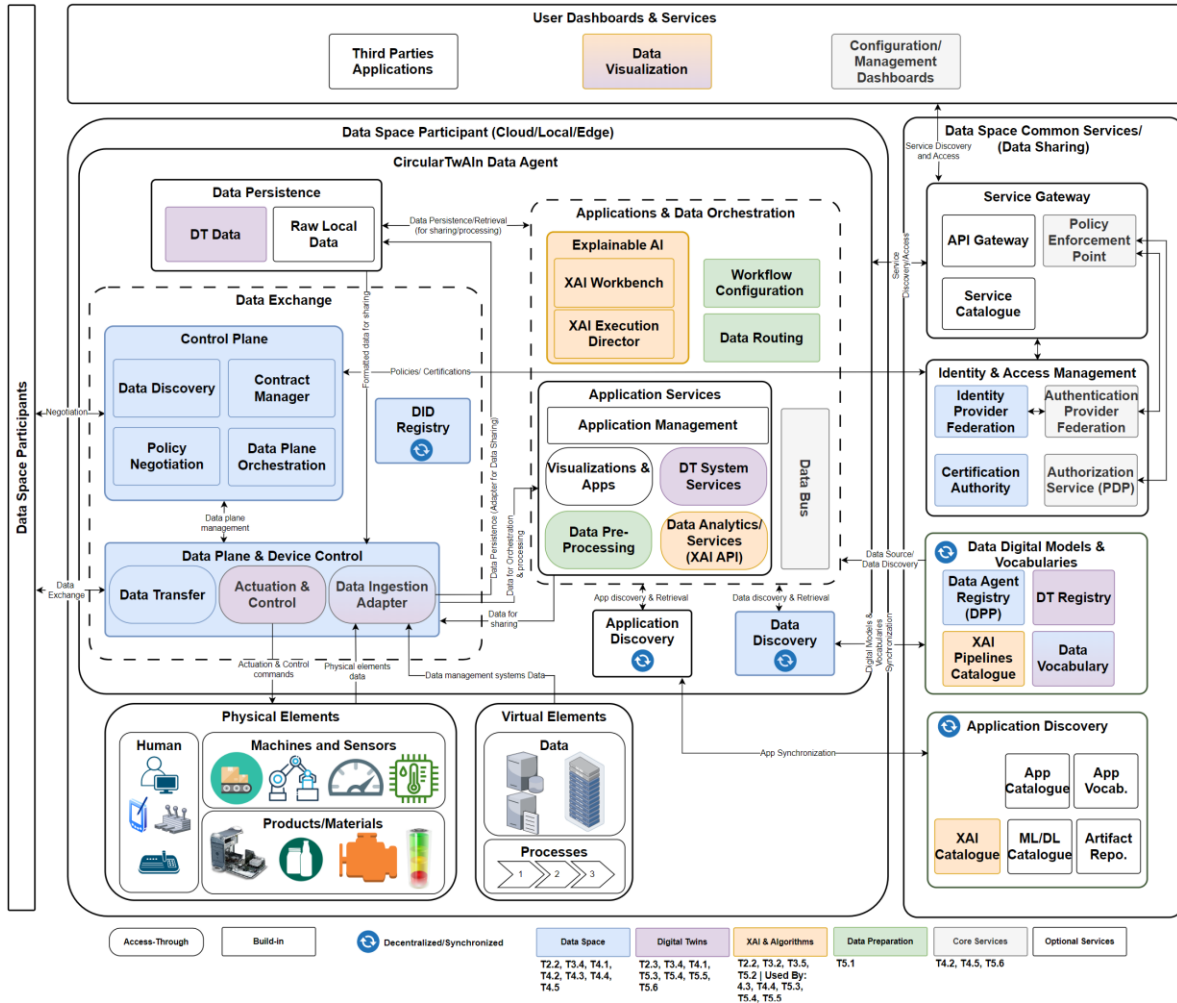 User Dashboards & Services
Third Parties
Applications
Data
Visualization
Configuration/
Management
Dashboards
Data Space Participants
Data Space Participant (Cloud/Local/Edge)
CircularTwAIn Data Agent
Data Persistence
DT Data
Raw Local
Data
Data Persistence/Retrieval
(for sharing/processing)
Formatted data for sharing
Data Persistence (Adapter for Data Sharing)
Data for Orchestration
& processing
Data Exchange
Control Plane
Data Discovery
Contract
Manager
Policy
Negotiation
Data Plane
Orchestration
DID
Registry
Negotiation
Policies/ Certifications
Data plane
management
Data Plane & Device Control
Data Transfer
Actuation &
Control
Data Ingestion
Adapter
Data
Exchange
Data for
sharing
Actuation & Control
commands
Physical elements
data
Data management systems Data
Applications & Data Orchestration
Explainable AI
XAI Workbench
XAI Execution
Director
Workflow
Configuration
Data Routing
Application Services
Application Management
Visualizations &
Apps
DT System
Services
Data Pre-
Processing
Data Analytics/
Services
(XAI API)
Data Bus
App discovery & Retrieval
Data discovery & Retrieval
Application
Discovery
Data
Discovery
Physical Elements
Human
Machines and Sensors
Products/Materials
Virtual Elements
Data
Processes
1
2
3
Service Discovery
and Access
Service
Discovery/Access
Data Source/
Data Discovery
Digital Models &
Vocabularies
Synchronization
App Synchronization
Data Space Common Services/
(Data Sharing)
Service Gateway
API Gateway
Policy
Enforcement
Point
Service
Catalogue
Identity & Access Management
Identity
Provider
Federation
Authentication
Provider
Federation
Certification
Authority
Authorization
Service (PDP)
Data Digital Models &
Vocabularies
Data Agent
Registry
(DPP)
DT Registry
XAI
Pipelines
Catalogue
Data
Vocabulary
Application Discovery
App
Catalogue
App
Vocab.
XAI
Catalogue
ML/DL
Catalogue
Artifact
Repo.
Access-Through
Build-in
Decentralized/Synchronized
Data Space
T2.2, T3.4, T4.1,
T4.2, T4.3, T4.4,
T4.5
Digital Twins
T2.3, T3.4, T4.1,
T5.3, T5.4, T5.5,
T5.6
XAI & Algorithms
T2.2, T3.2, T3.5,
T5.2 | Used By:
4.3, T4.4, T5.3,
T5.4, T5.5
Data Preparation
T5.1
Core Services
T4.2, T4.5, T5.6
Optional Services